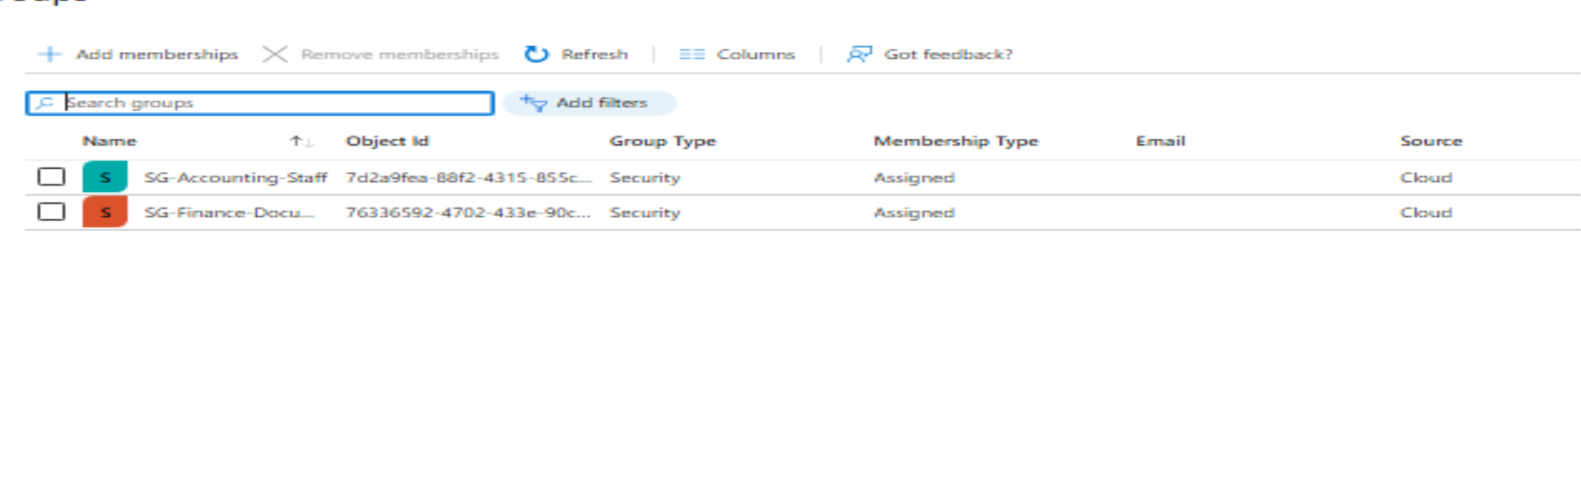 Add memberships Remove memberships Refresh Columns Got feedback?
Search groups Add filters
Name Object Id Group Type Membership Type Email Source
S SG-Accounting-Staff 7d2a9fea-88f2-4315-855c... Security Assigned Cloud
S SG-Finance-Docu... 76336592-4702-433e-90c... Security Assigned Cloud